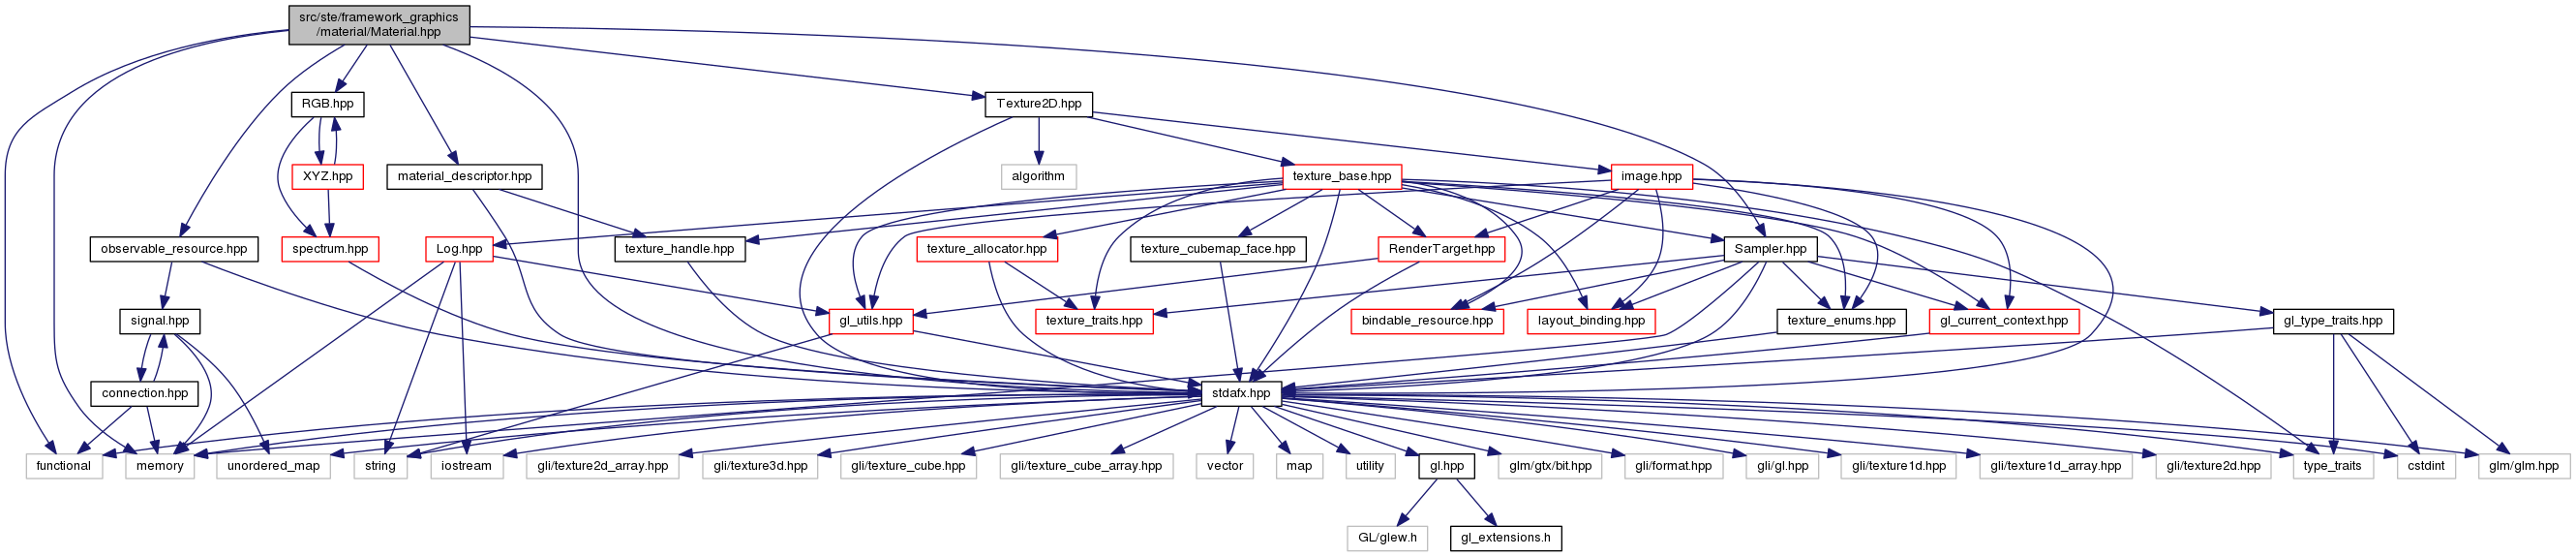 src/ste/framework_graphics
/material/Material.hpp
RGB.hpp
Texture2D.hpp
XYZ.hpp
material_descriptor.hpp
algorithm
texture_base.hpp
image.hpp
observable_resource.hpp
spectrum.hpp
Log.hpp
texture_handle.hpp
texture_allocator.hpp
texture_cubemap_face.hpp
RenderTarget.hpp
Sampler.hpp
signal.hpp
gl_utils.hpp
texture_traits.hpp
bindable_resource.hpp
layout_binding.hpp
texture_enums.hpp
gl_current_context.hpp
gl_type_traits.hpp
connection.hpp
stdafx.hpp
functional
memory
unordered_map
string
iostream
gli/texture2d_array.hpp
gli/texture3d.hpp
gli/texture_cube.hpp
gli/texture_cube_array.hpp
vector
map
utility
gl.hpp
glm/gtx/bit.hpp
gli/format.hpp
gli/gl.hpp
gli/texture1d.hpp
gli/texture1d_array.hpp
gli/texture2d.hpp
type_traits
cstdint
glm/glm.hpp
GL/glew.h
gl_extensions.h